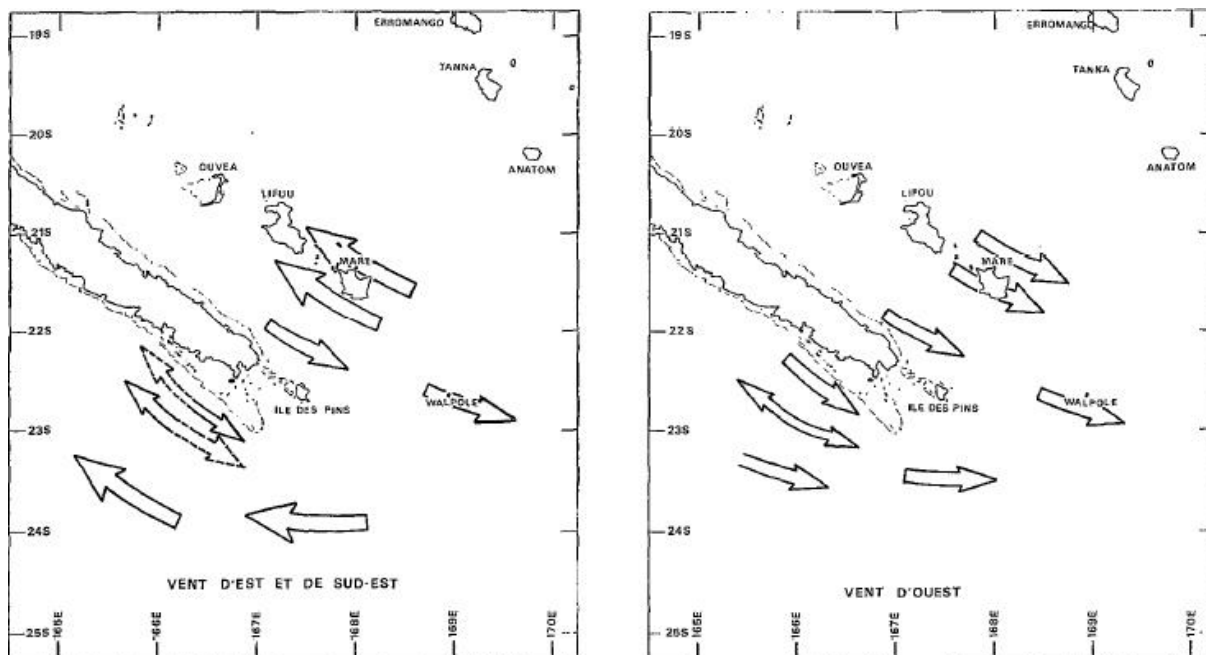 ERROMANGO
19S
TANNA
20S
OUVEA
ANATOM
LIFOU
21S
MARE
22S
WALPOLE
ILE DES PINS
23S
24S
VENT D'EST ET DE SUD-EST
25S
165E
166E
167E
168E
169E
170E
ERROMANGO
19S
TANNA
20S
OUVEA
ANATOM
LIFOU
21S
MARE
22S
WALPOLE
ILE DES PINS
23S
24S
VENT D'OUEST
25S
165E
166E
167E
168E
169E
170E